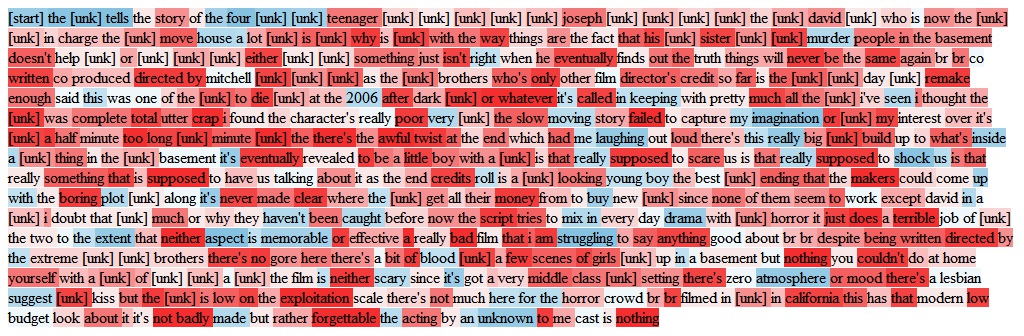 [start] the [unk] tells the story of the four [unk] [unk] teenager [unk] [unk] [unk] [unk] [unk] joseph [unk] [unk] [unk] [unk] the [unk] david [unk] who is now the [unk]
[unk] in charge the [unk] move house a lot [unk] is [unk] why is [unk] with the way things are the fact that his [unk] sister [unk] [unk] murder people in the basement
doesn't help [unk] or [unk] [unk] [unk] either [unk] [unk] something just isn't right when he eventually finds out the truth things will never be the same again br br co
written co produced directed by mitchell [unk] [unk] [unk] as the [unk] brothers who's only other film director's credit so far is the [unk] [unk] day [unk] remake
enough said this was one of the [unk] to die [unk] at the 2006 after dark [unk] or whatever it's called in keeping with pretty much all the [unk] i've seen i thought the
[unk] was complete total utter crap i found the character's really poor very [unk] the slow moving story failed to capture my imagination or [unk] my interest over it's
[unk] a half minute too long [unk] minute [unk] the there's the awful twist at the end which had me laughing out loud there's this really big [unk] build up to what's inside
a [unk] thing in the [unk] basement it's eventually revealed to be a little boy with a [unk] is that really supposed to scare us is that really supposed to shock us is that
really something that is supposed to have us talking about it as the end credits roll is a [unk] looking young boy the best [unk] ending that the makers could come up
with the boring plot [unk] along it's never made clear where the [unk] get all their money from to buy new [unk] since none of them seem to work except david in a
[unk] i doubt that [unk] much or why they haven't been caught before now the script tries to mix in every day drama with [unk] horror it just does a terrible job of [unk]
the two to the extent that neither aspect is memorable or effective a really bad film that i am struggling to say anything good about br br despite being written directed by
the extreme [unk] brothers there's no gore here there's a bit of blood [unk] a few scenes of girls [unk] up in a basement but nothing you couldn't do at home
yourself with a [unk] of [unk] [unk] a [unk] the film is neither scary since it's got a very middle class [unk] setting there's zero atmosphere or mood there's a lesbian
suggest [unk] kiss but the [unk] is low on the exploitation scale there's not much here for the horror crowd br br filmed in [unk] in california this has that modern low
budget look about it it's not badly made but rather forgettable the acting by an unknown to me cast is nothing